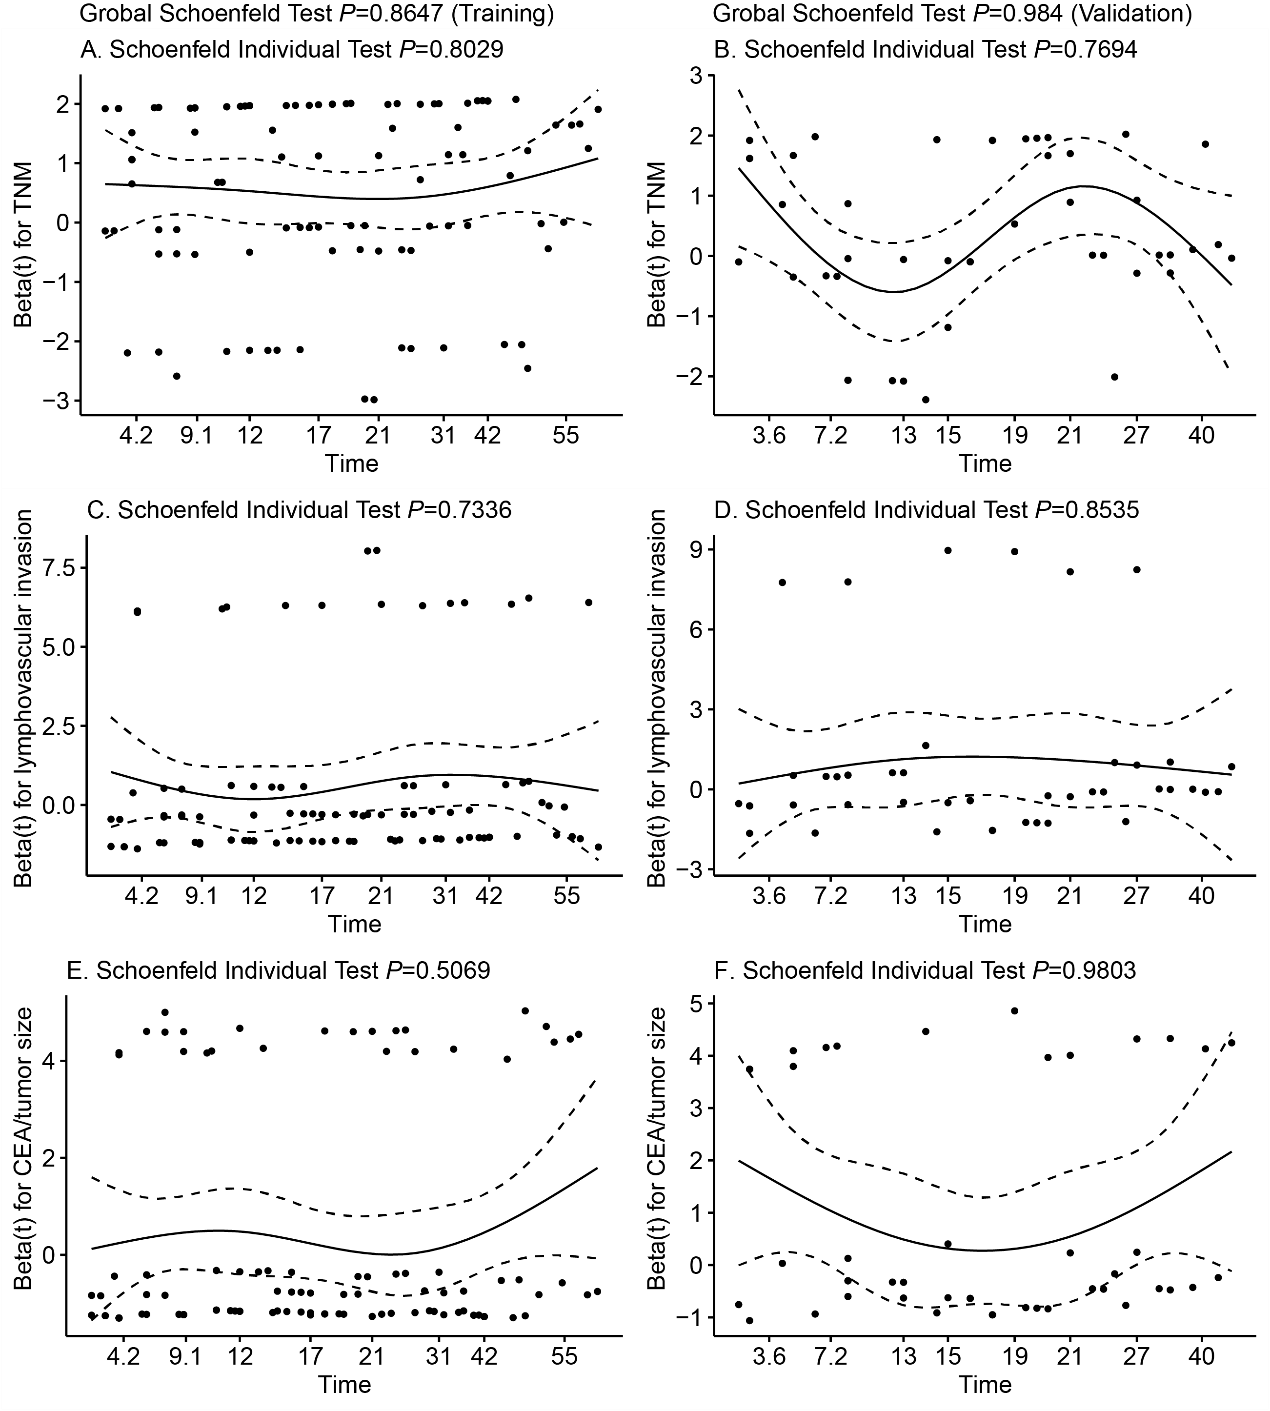 Grobal Schoenfeld Test P=0.8647 (Training)
Grobal Schoenfeld Test P=0.984 (Validation)
A. Schoenfeld Individual Test P=0.8029
Beta(t) for TNM
2
1
0
−1
−2
−3
4.2 9.1 12 17 21 31 42 55
Time
B. Schoenfeld Individual Test P=0.7694
Beta(t) for TNM
3
2
1
0
−1
−2
3.6 7.2 13 15 19 21 27 40
Time
C. Schoenfeld Individual Test P=0.7336
Beta(t) for lymphovascular invasion
7.5
5.0
2.5
0.0
4.2 9.1 12 17 21 31 42 55
Time
D. Schoenfeld Individual Test P=0.8535
Beta(t) for lymphovascular invasion
9
6
3
0
−3
3.6 7.2 13 15 19 21 27 40
Time
E. Schoenfeld Individual Test P=0.5069
Beta(t) for CEA/tumor size
4
2
0
4.2 9.1 12 17 21 31 42 55
Time
F. Schoenfeld Individual Test P=0.9803
Beta(t) for CEA/tumor size
5
4
3
2
1
0
−1
3.6 7.2 13 15 19 21 27 40
Time